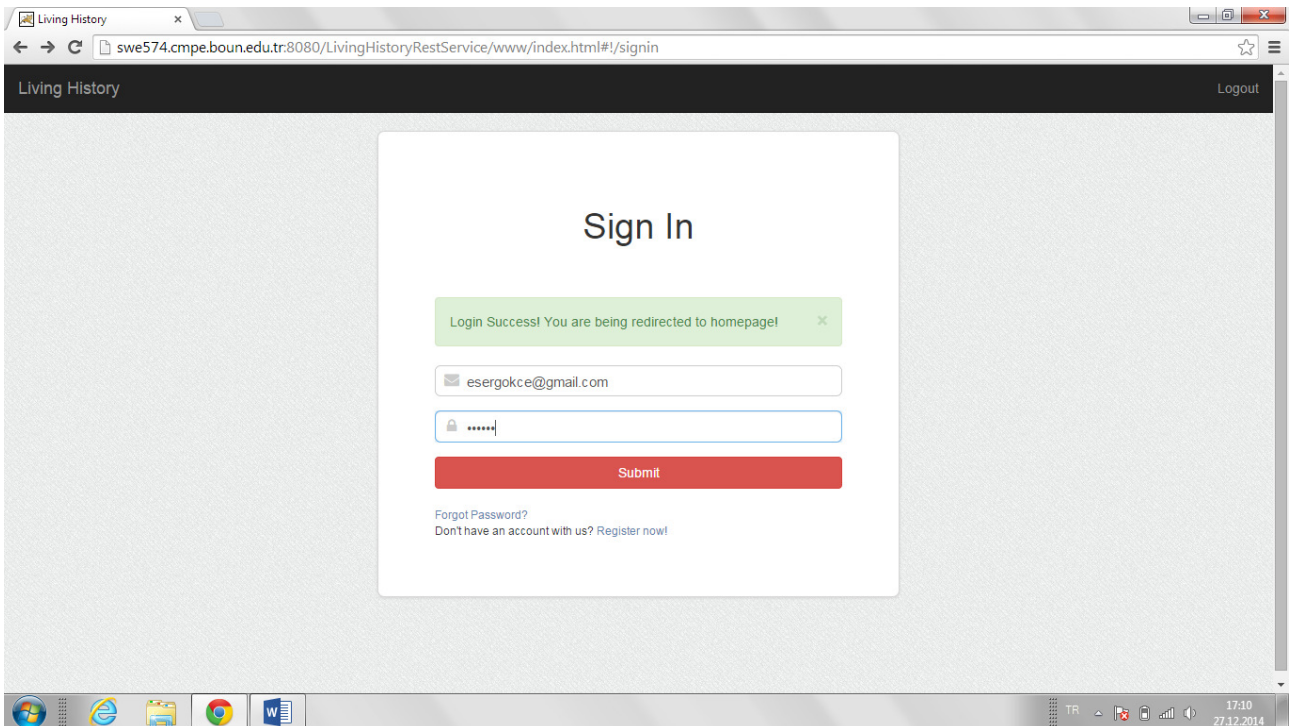 Living History
swe574.cmpe.boun.edu.tr:8080/LivingHistoryRestService/www/index.html#!/signin
Living History
Logout
Sign In
Login Success! You are being redirected to homepage! ×
esergokce@gmail.com
••••••
Submit
Forgot Password?
Don't have an account with us? Register now!
TR
17:10
27.12.2014